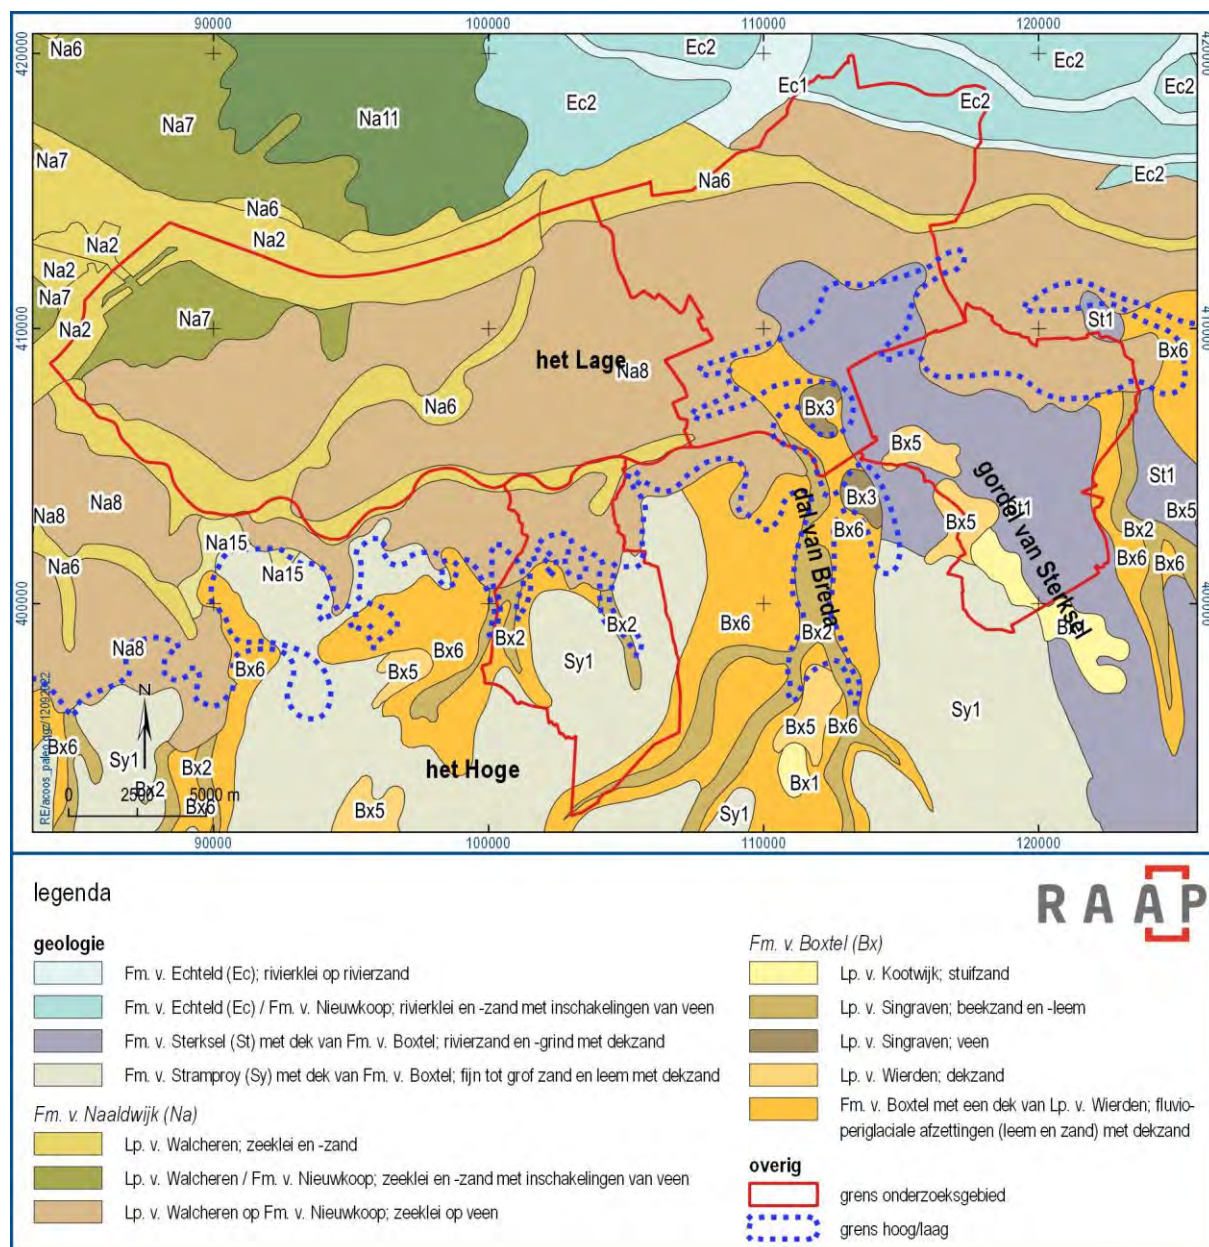 90000 100000 110000 120000
420000 420000
Na6 Ec2 Ec2
Ec1 Ec2 Ec2
Na7 Na11 Ec2
Na7 Na6 Ec2
Na6
Na2 Na2
Na2
Na7 Na7
Na2
410000 St1 410000
het Lage Na8 Bx6
Na6 Bx3
Bx5
Na8 Na8 Bx3 St1
gordel van Sterksel
St1
Bx5 Bx5
dal van Breda
Na15 Bx6 Bx2
Na6 Na15 Bx6 Bx6
400000 400000
Na8 Bx2 Bx2 Bx6 Bx2
Bx6 Bx5 Bx6 Sy1
Sy1
N
Bx6 Sy1 Bx2 Bx5 Bx6
het Hoge
Bx2 Bx1
0 2500 5000 m
Bx6 Bx5 Sy1
90000 100000 110000 120000
legenda
RAAP
geologie
Fm. v. Echteld (Ec); rivierklei op rivierzand
Fm. v. Echteld (Ec) / Fm. v. Nieuwkoop; rivierklei en -zand met inschakelingen van veen
Fm. v. Sterksel (St) met dek van Fm. v. Boxtel; rivierzand en -grind met dekzand
Fm. v. Stramproy (Sy) met dek van Fm. v. Boxtel; fijn tot grof zand en leem met dekzand
Fm. v. Naaldwijk (Na)
Lp. v. Walcheren; zeeklei en -zand
Lp. v. Walcheren / Fm. v. Nieuwkoop; zeeklei en -zand met inschakelingen van veen
Lp. v. Walcheren op Fm. v. Nieuwkoop; zeeklei op veen
Fm. v. Boxtel (Bx)
Lp. v. Kootwijk; stuifzand
Lp. v. Singraven; beekzand en -leem
Lp. v. Singraven; veen
Lp. v. Wierden; dekzand
Fm. v. Boxtel met een dek van Lp. v. Wierden; fluvio-
periglaciale afzettingen (leem en zand) met dekzand
overig
grens onderzoeksgebied
grens hoog/laag